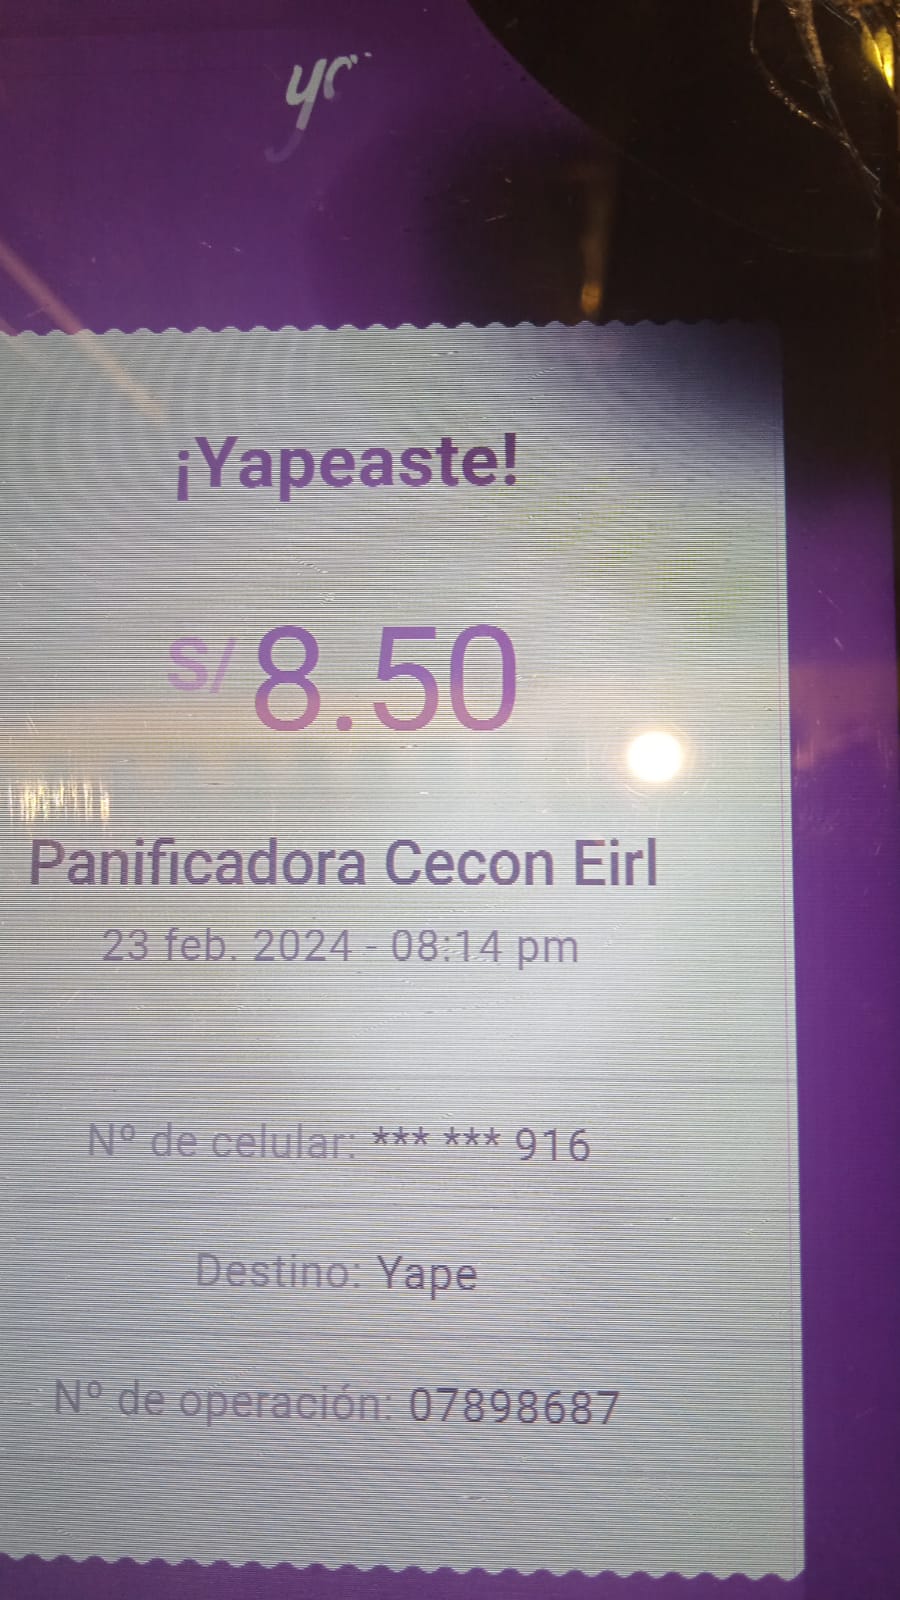 ¡Yapeaste!
S/ 8.50
Panificadora Cecon Eirl
23 feb. 2024 - 08:14 pm
Nº de celular: *** *** 916
Destino: Yape
Nº de operación: 07898687